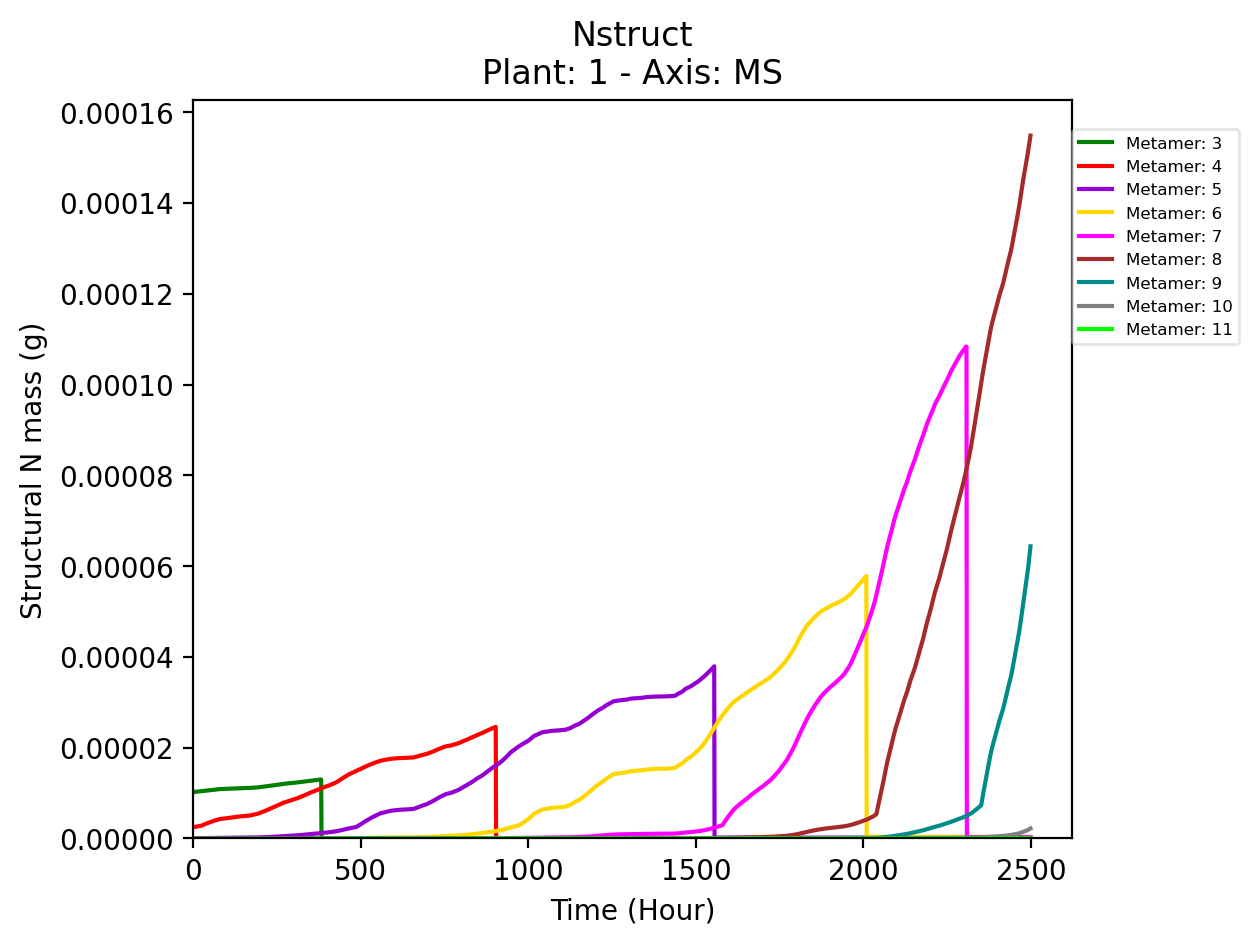 Nstruct
Plant: 1 - Axis: MS
0.00016
0.00014
0.00012
0.00010
0.00008
0.00006
0.00004
0.00002
0.00000
Structural N mass (g)
0
500
1000
1500
2000
2500
Time (Hour)
Metamer: 3
Metamer: 4
Metamer: 5
Metamer: 6
Metamer: 7
Metamer: 8
Metamer: 9
Metamer: 10
Metamer: 11